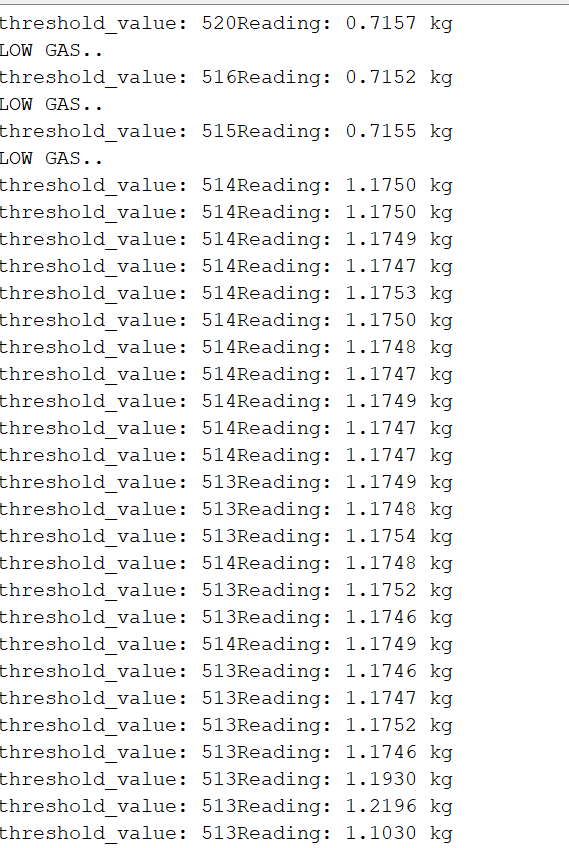 threshold_value: 520Reading: 0.7157 kg
LOW GAS..
threshold_value: 516Reading: 0.7152 kg
LOW GAS..
threshold_value: 515Reading: 0.7155 kg
LOW GAS..
threshold_value: 514Reading: 1.1750 kg
threshold_value: 514Reading: 1.1750 kg
threshold_value: 514Reading: 1.1749 kg
threshold_value: 514Reading: 1.1747 kg
threshold_value: 514Reading: 1.1753 kg
threshold_value: 514Reading: 1.1750 kg
threshold_value: 514Reading: 1.1748 kg
threshold_value: 514Reading: 1.1747 kg
threshold_value: 514Reading: 1.1749 kg
threshold_value: 514Reading: 1.1747 kg
threshold_value: 514Reading: 1.1747 kg
threshold_value: 513Reading: 1.1749 kg
threshold_value: 513Reading: 1.1748 kg
threshold_value: 513Reading: 1.1754 kg
threshold_value: 514Reading: 1.1748 kg
threshold_value: 513Reading: 1.1752 kg
threshold_value: 513Reading: 1.1746 kg
threshold_value: 514Reading: 1.1749 kg
threshold_value: 513Reading: 1.1746 kg
threshold_value: 513Reading: 1.1747 kg
threshold_value: 513Reading: 1.1752 kg
threshold_value: 513Reading: 1.1746 kg
threshold_value: 513Reading: 1.1930 kg
threshold_value: 513Reading: 1.2196 kg
threshold_value: 513Reading: 1.1030 kg